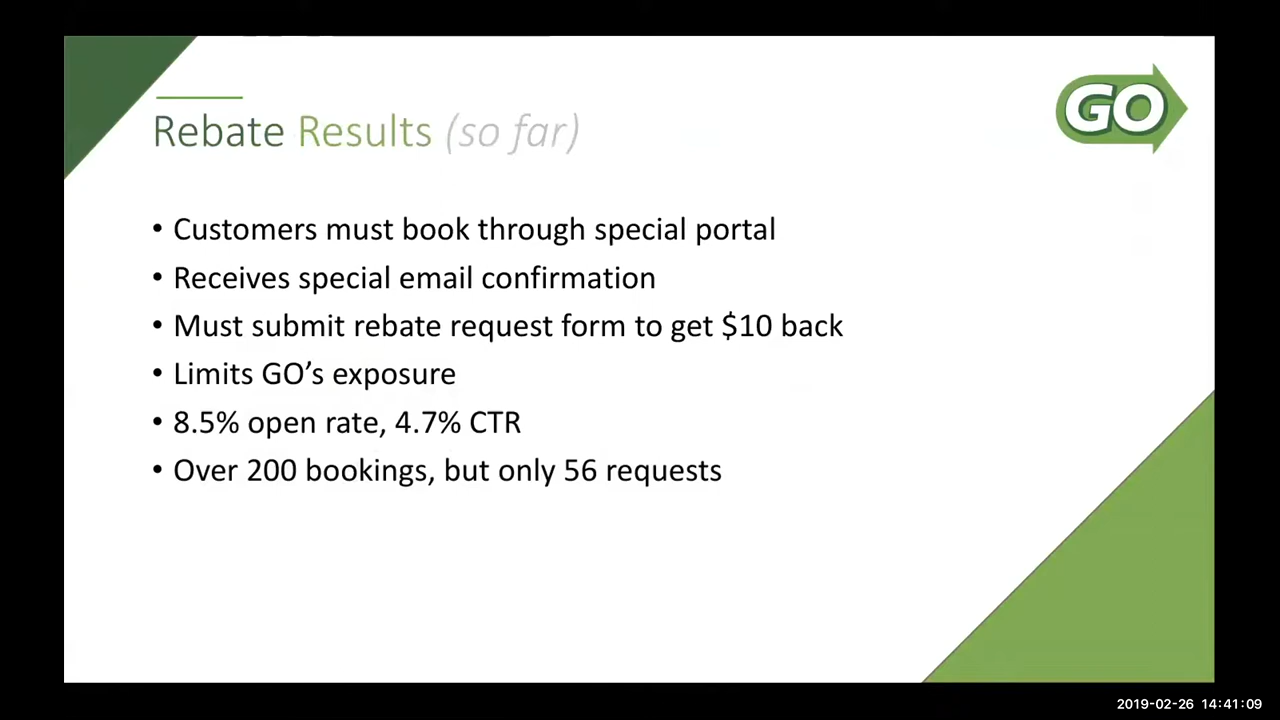 GO
Rebate Results (so far)
• Customers must book through special portal
• Receives special email confirmation
• Must submit rebate request form to get $10 back
• Limits GO’s exposure
• 8.5% open rate, 4.7% CTR
• Over 200 bookings, but only 56 requests
2019-02-26 14:41:09